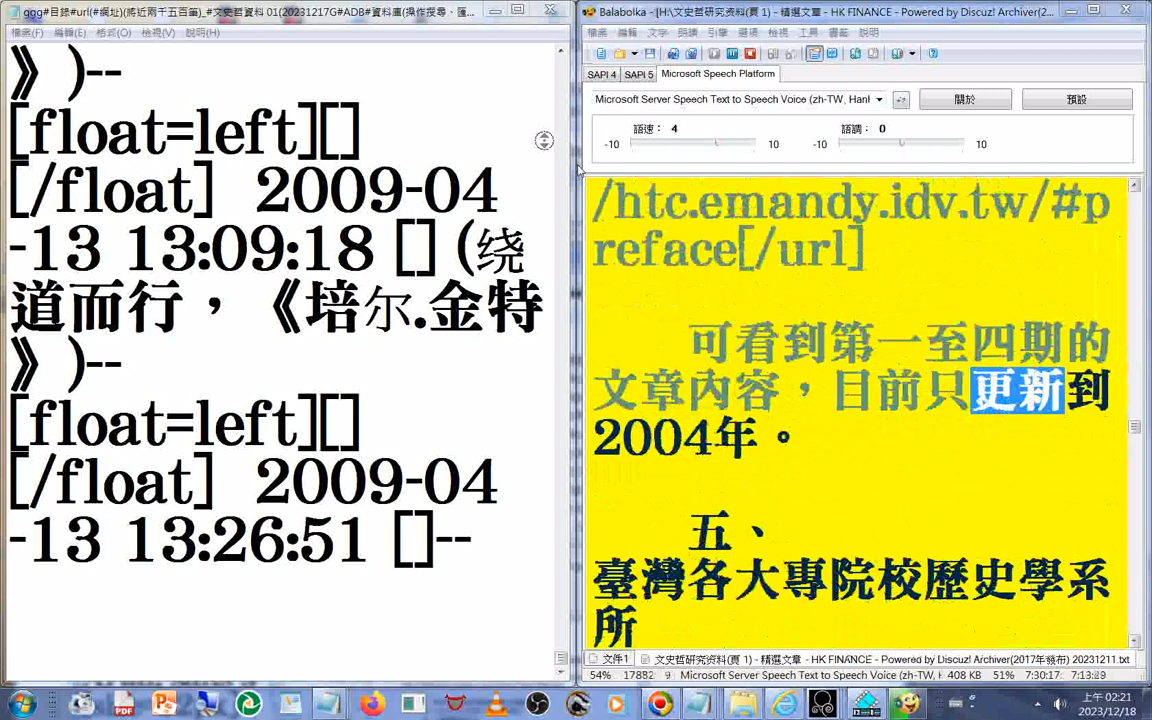 ggg#目錄#url(#網址)(將近兩千五百筆)_#文史哲資料 01(20231217G#ADB#資料庫(操作搜尋、匯...
檔案(F) 編輯(E) 格式(O) 檢視(V) 說明(H)
》)--
[float=left][]
[/float]  2009-04
-13 13:09:18 [] (绕
道而行，《培尔.金特
》)--
[float=left][]
[/float]  2009-04
-13 13:26:51 []--
Balabolka - [H:\文史哲研究资料(頁 1) - 精選文章 - HK FINANCE - Powered by Discuz! Archiver(2...
檔案 編輯 文字 朗讀 引擎 選項 檢視 工具 書籤 說明
SAPI 4 SAPI 5 Microsoft Speech Platform
Microsoft Server Speech Text to Speech Voice (zh-TW, Hanl
關於 預設
語速： 4 語調： 0
-10 10 -10 10
/htc.emandy.idv.tw/#p
reface[/url]
可看到第一至四期的
文章內容，目前只更新到
2004年。
五、
臺灣各大專院校歷史學系
所
文件1 文史哲研究资料(頁 1) - 精選文章 - HK FINANCE - Powered by Discuz! Archiver(2017年發布) 20231211.txt
54% 17882 Microsoft Server Speech Text to Speech Voice (zh-TW, H 408 KB 51% 7:30:17
上午 02:21
2023/12/18